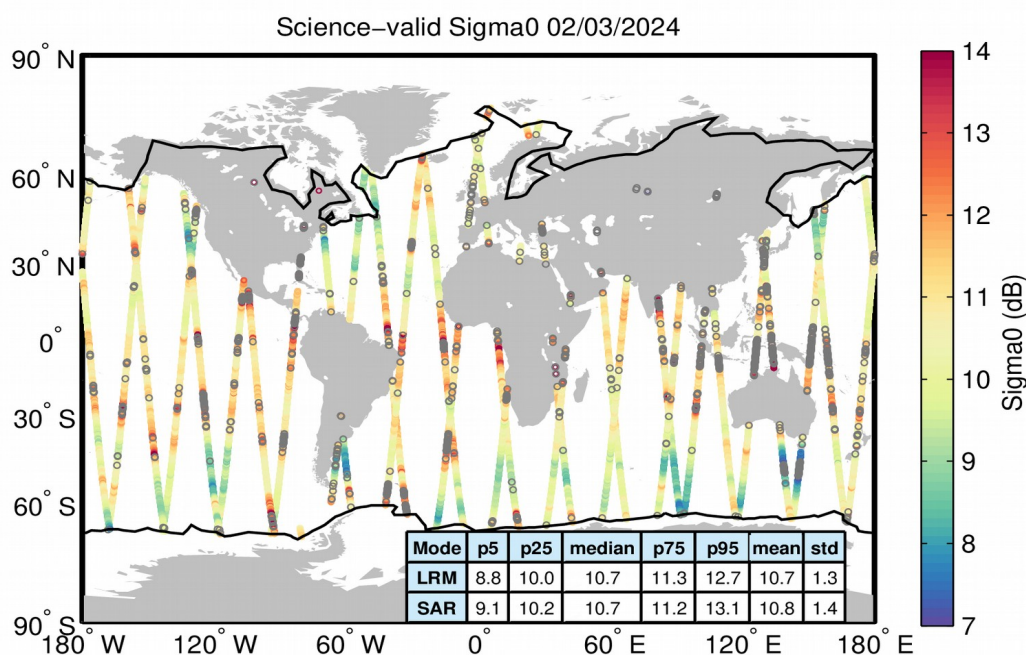 Science−valid Sigma0 02/03/2024
90° N
60° N
30° N
0°
30° S
60° S
90° S
180° W
120° W
60° W
0°
60° E
120° E
180° E
14
13
12
11
10
9
8
7
Sigma0 (dB)
Mode p5 p25 median p75 p95 mean std
LRM 8.8 10.0 10.7 11.3 12.7 10.7 1.3
SAR 9.1 10.2 10.7 11.2 13.1 10.8 1.4